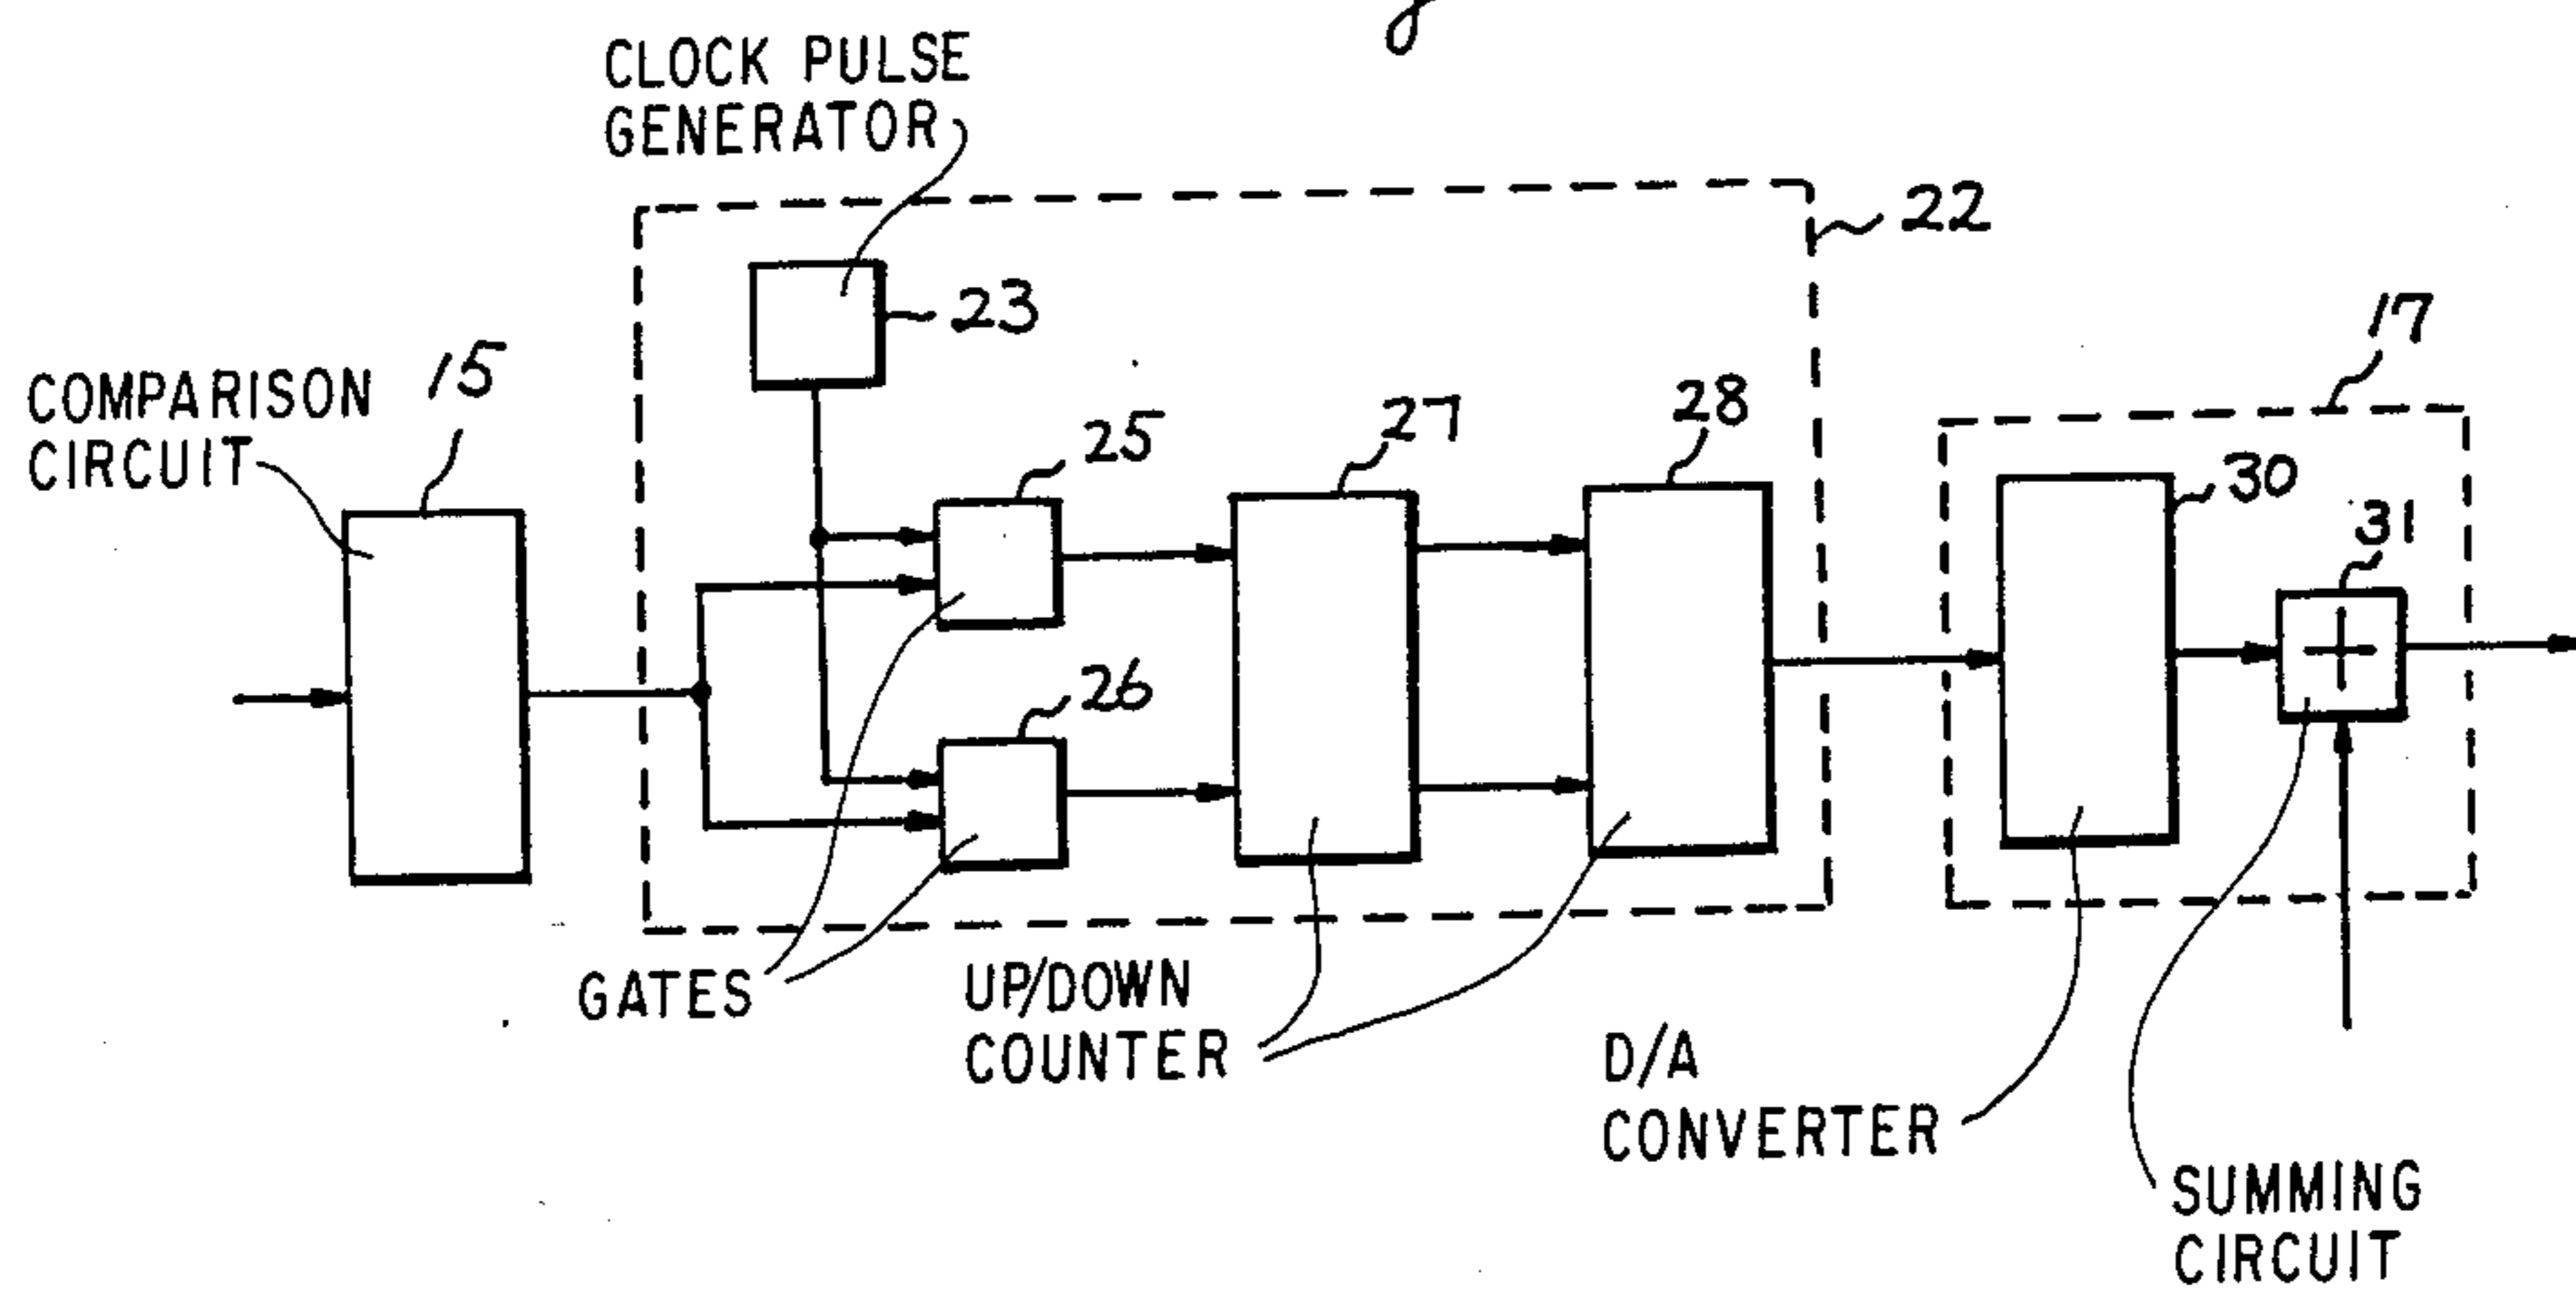 CLOCK PULSE
GENERATOR
22
23
17
COMPARISON
CIRCUIT
15
25
27
28
30
31
26
GATES
UP/DOWN
COUNTER
D/A
CONVERTER
SUMMING
CIRCUIT